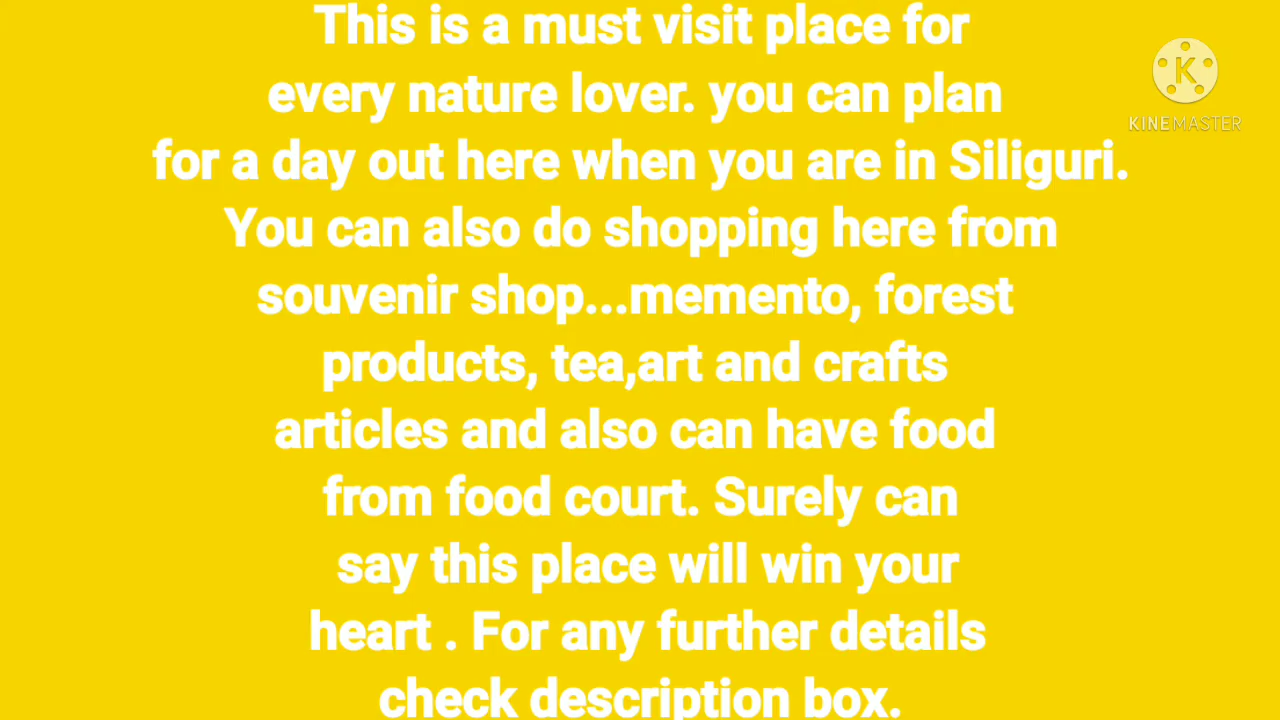 This is a must visit place for
every nature lover. you can plan
for a day out here when you are in Siliguri.
You can also do shopping here from
souvenir shop...memento, forest
products, tea,art and crafts
articles and also can have food
from food court. Surely can
say this place will win your
heart . For any further details
check description box.
K
KINEMASTER